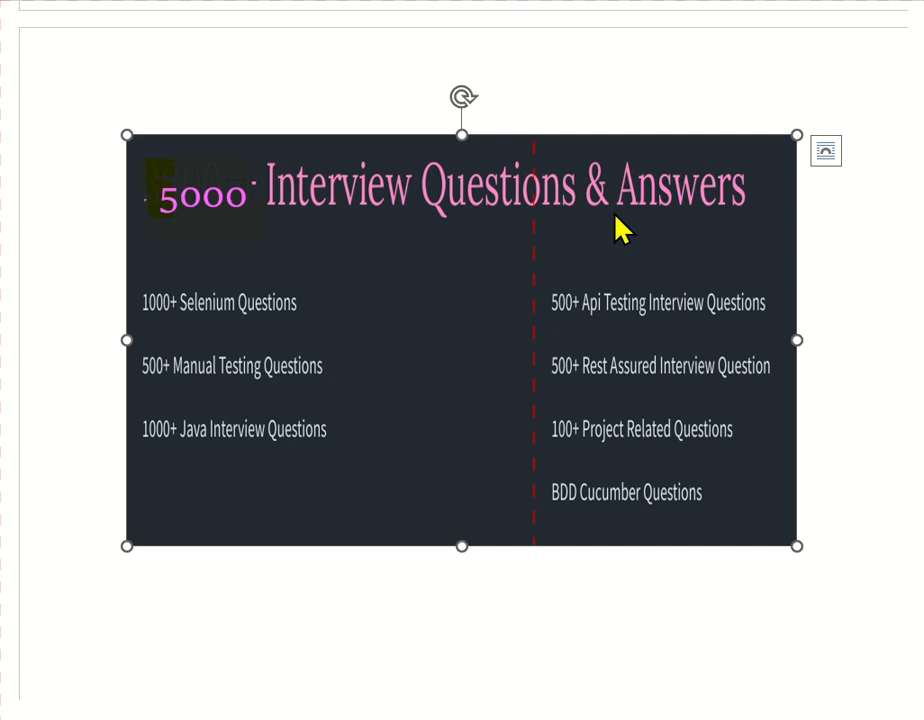 5000 - Interview Questions & Answers
1000+ Selenium Questions
500+ Manual Testing Questions
1000+ Java Interview Questions
500+ Api Testing Interview Questions
500+ Rest Assured Interview Question
100+ Project Related Questions
BDD Cucumber Questions